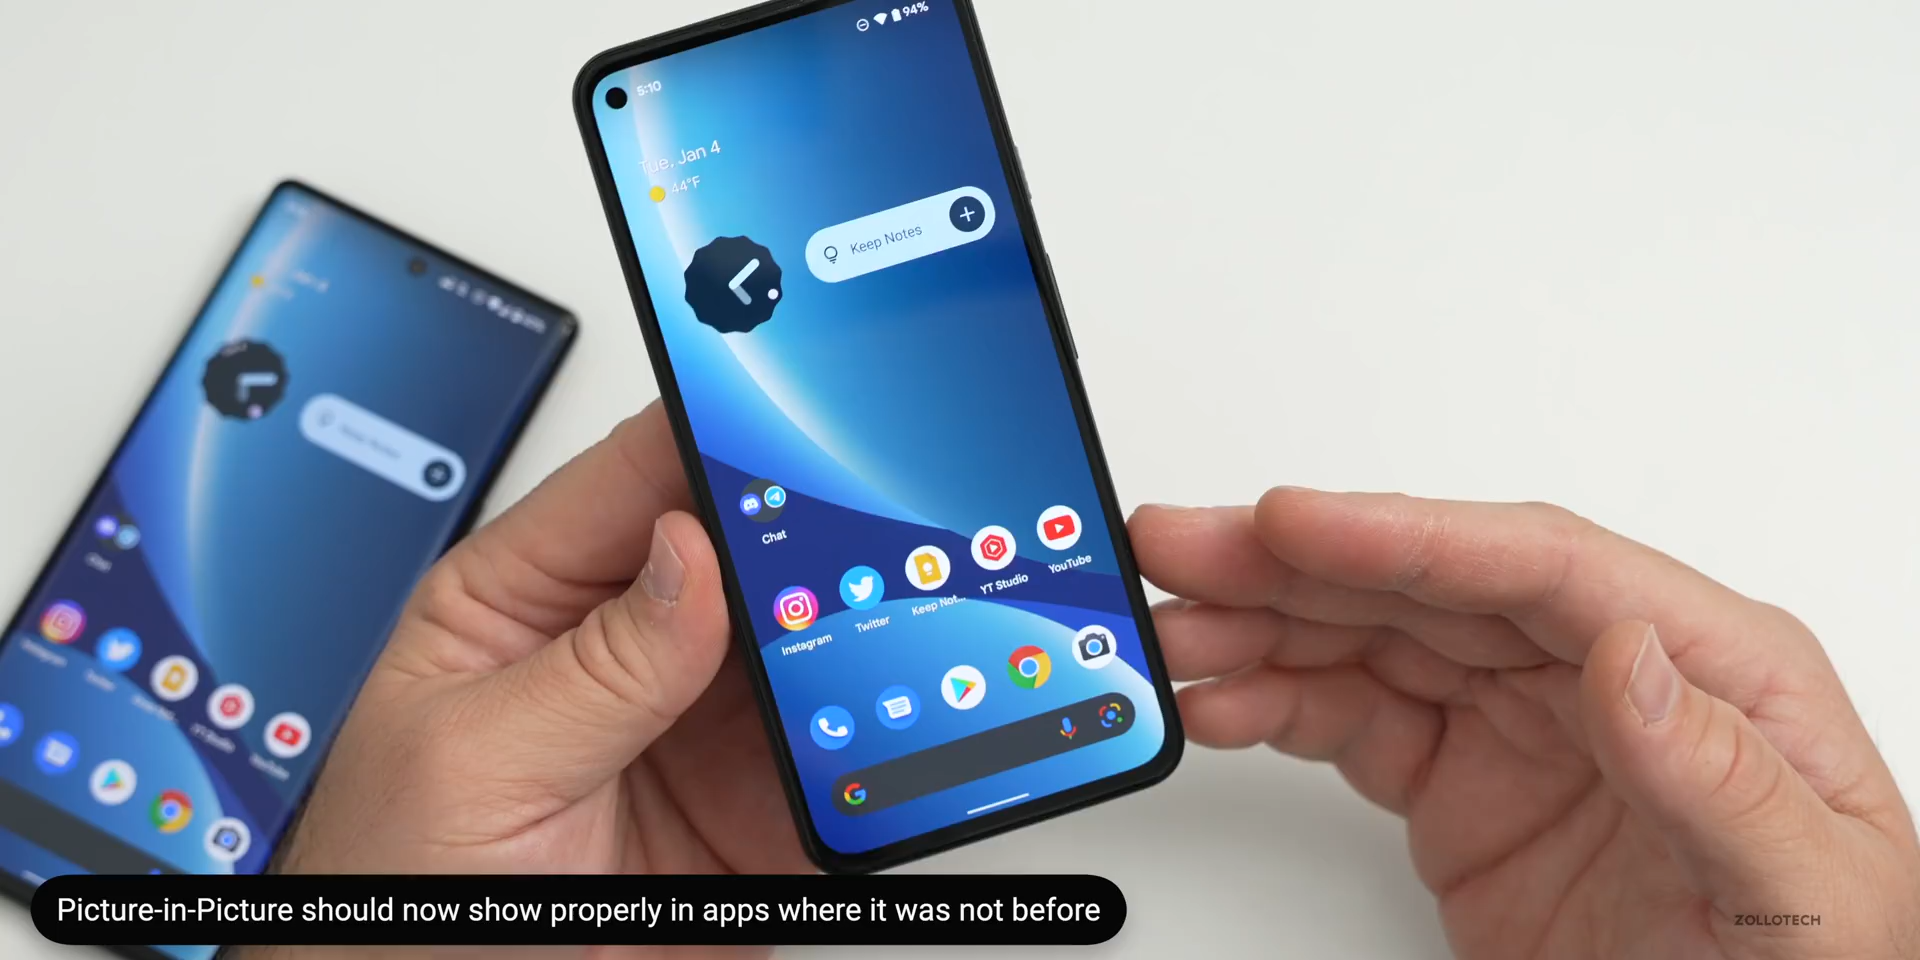 94%
5:10
Tue, Jan 4
44°F
Keep Notes
Chat
Instagram
Twitter
Keep Not...
YT Studio
YouTube
Picture-in-Picture should now show properly in apps where it was not before
ZOLLOTECH